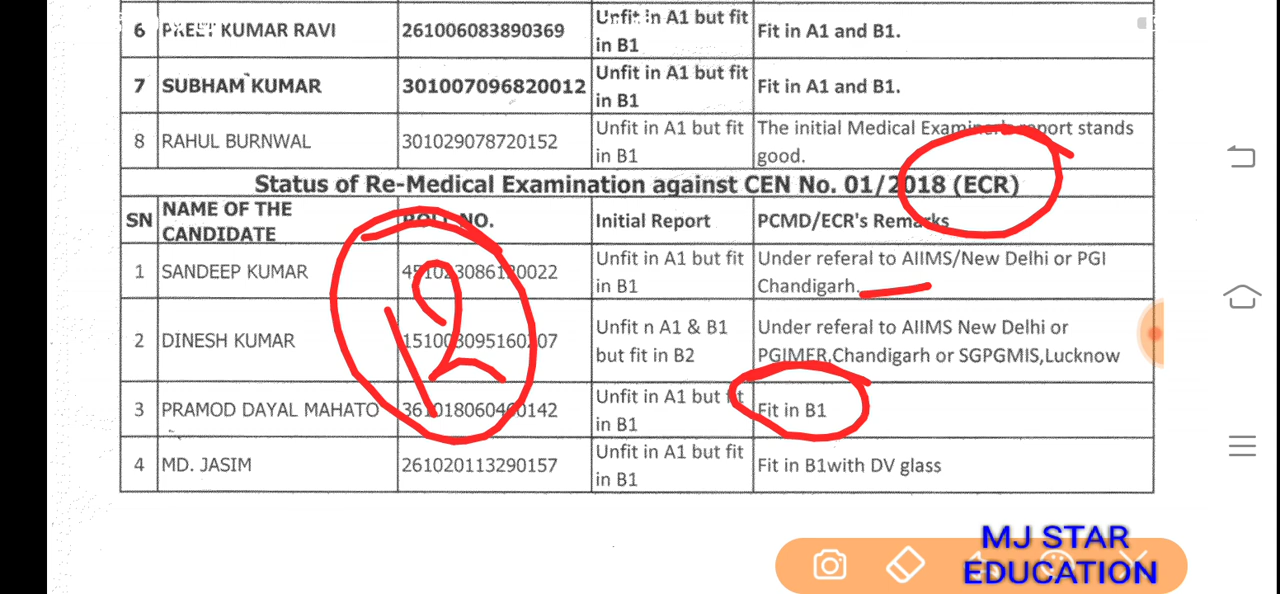 6 PREET KUMAR RAVI 261006083890369 Unfit in A1 but fit in B1 Fit in A1 and B1.
7 SUBHAM KUMAR 301007096820012 Unfit in A1 but fit in B1 Fit in A1 and B1.
8 RAHUL BURNWAL 301029078720152 Unfit in A1 but fit in B1 The initial Medical Examiner's report stands good.
Status of Re-Medical Examination against CEN No. 01/2018 (ECR)
SN NAME OF THE CANDIDATE ROLL NO. Initial Report PCMD/ECR's Remarks
1 SANDEEP KUMAR Unfit in A1 but fit in B1 Under referal to AIIMS/New Delhi or PGI Chandigarh.
2 DINESH KUMAR Unfit n A1 & B1 but fit in B2 Under referal to AIIMS New Delhi or PGIMER,Chandigarh or SGPGMIS,Lucknow
3 PRAMOD DAYAL MAHATO Unfit in A1 but fit in B1 Fit in B1
4 MD. JASIM 261020113290157 Unfit in A1 but fit in B1 Fit in B1with DV glass
12
MJ STAR
EDUCATION